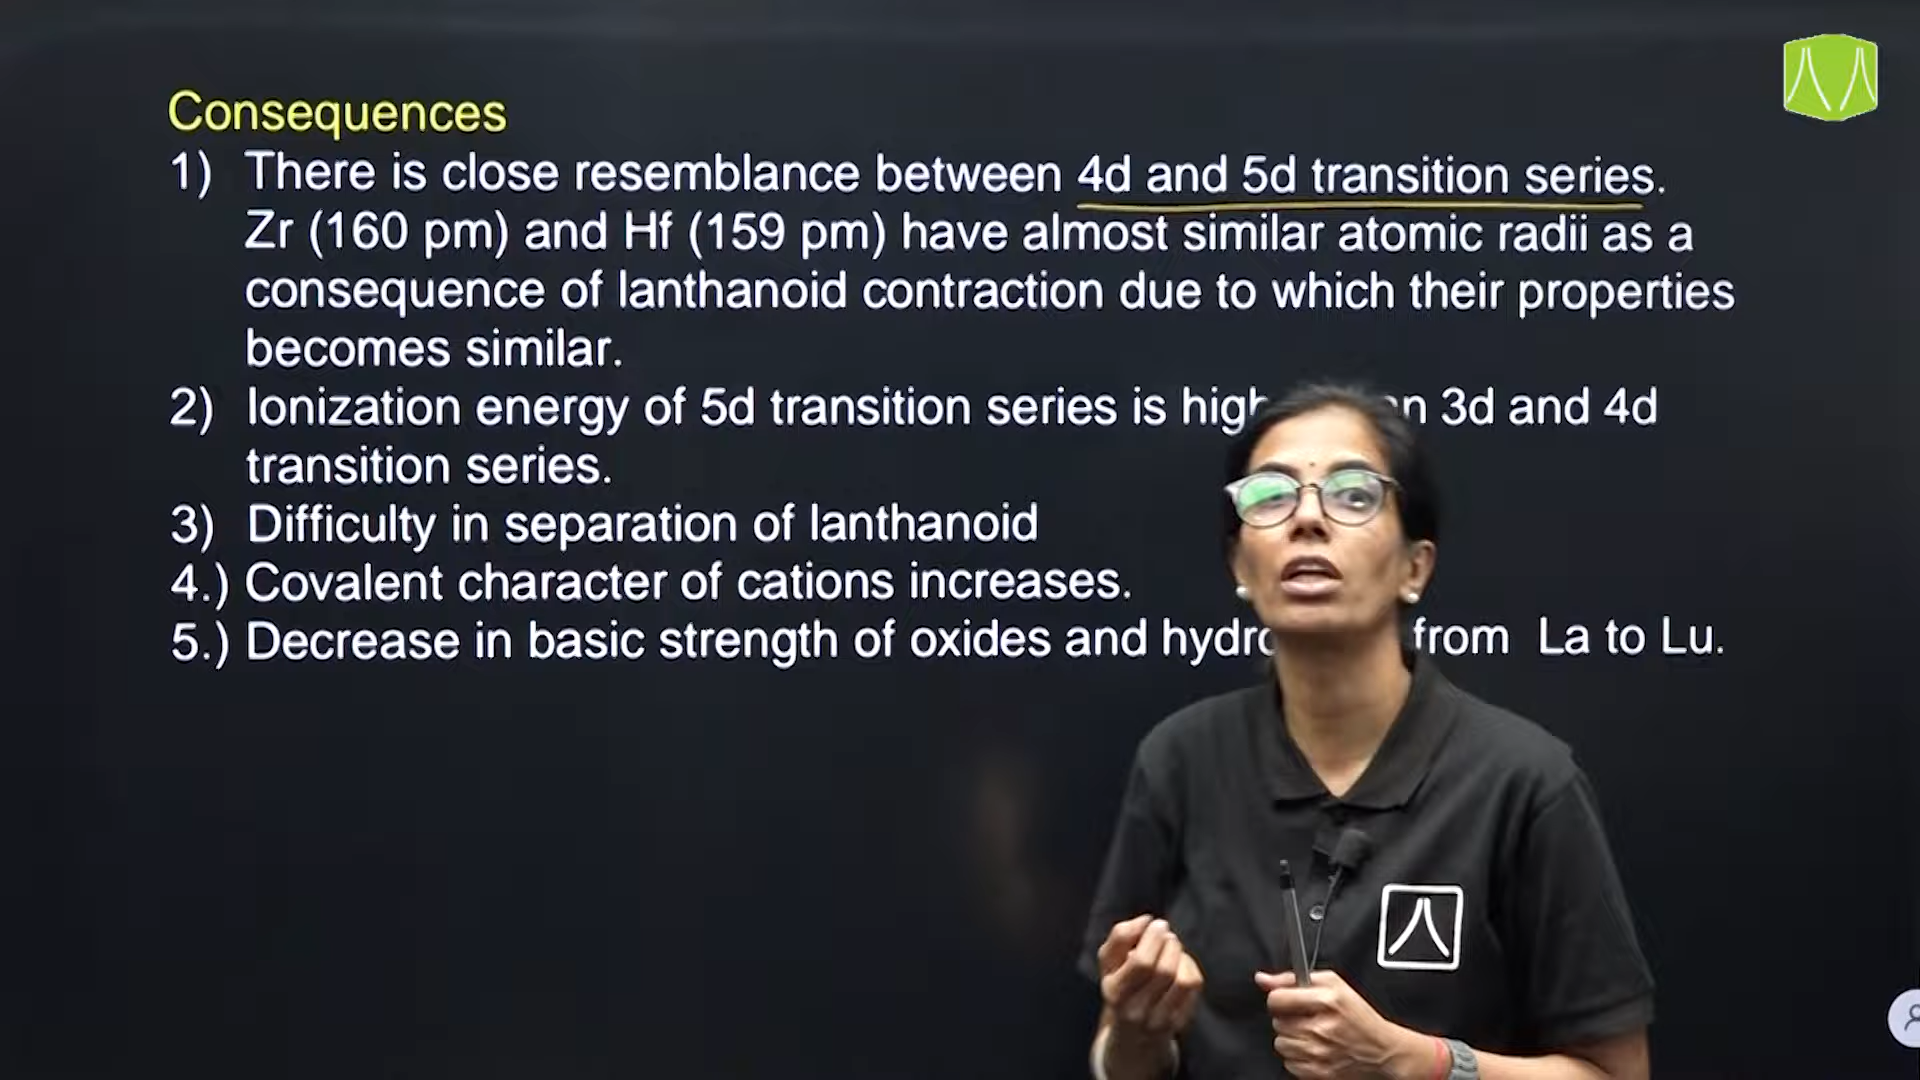 Consequences
1) There is close resemblance between 4d and 5d transition series.
Zr (160 pm) and Hf (159 pm) have almost similar atomic radii as a
consequence of lanthanoid contraction due to which their properties
becomes similar.
2) Ionization energy of 5d transition series is 3d and 4d
transition series.
3) Difficulty in separation of lanthanoid
4.) Covalent character of cations increases.
5.) Decrease in basic strength of oxides and from La to Lu.